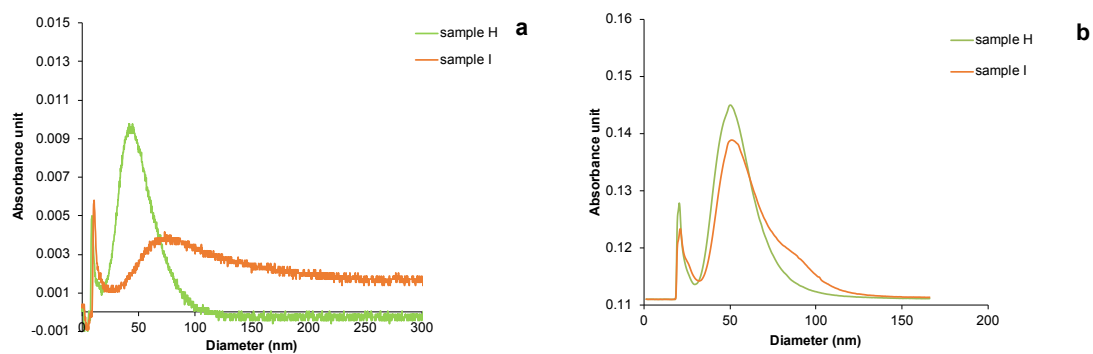 a
sample H
sample I
Absorbance unit
0.015
0.013
0.011
0.009
0.007
0.005
0.003
0.001
-0.001
0 50 100 150 200 250 300
Diameter (nm)
b
sample H
sample I
Absorbance unit
0.16
0.15
0.14
0.13
0.12
0.11
0 50 100 150 200
Diameter (nm)